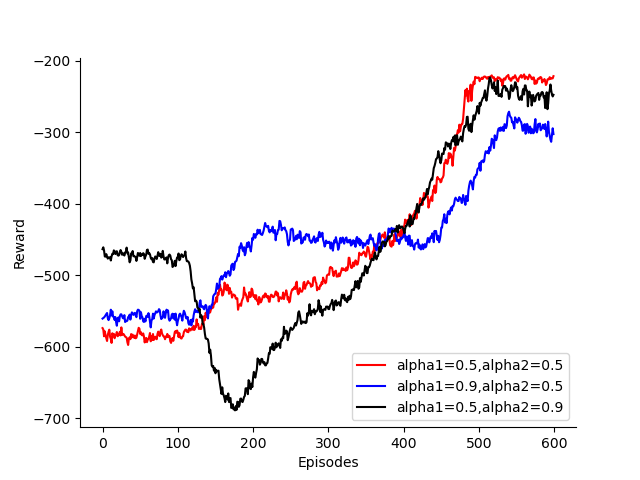 −200
−300
−400
−500
−600
−700
Reward
0 100 200 300 400 500 600
Episodes
alpha1=0.5,alpha2=0.5
alpha1=0.9,alpha2=0.5
alpha1=0.5,alpha2=0.9